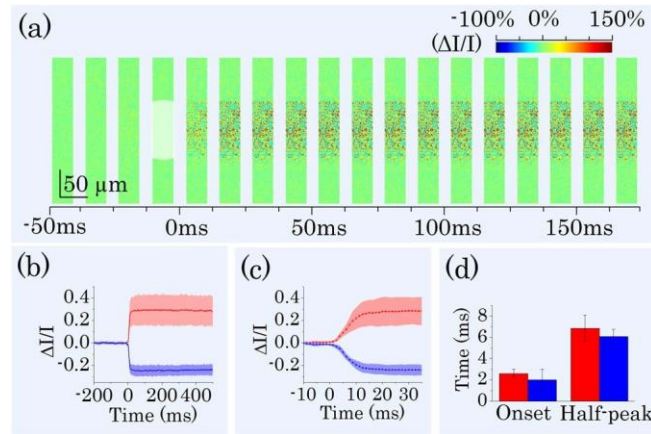 (a)
-100% 0% 150%
(ΔI/I)
50 μm
-50ms 0ms 50ms 100ms 150ms
(b)
ΔI/I
0.4
0.2
0.0
-0.2
-200 0 200 400
Time (ms)
(c)
ΔI/I
0.4
0.2
0.0
-0.2
-10 0 10 20 30
Time (ms)
(d)
Time (ms)
8
6
4
2
0
Onset Half-peak